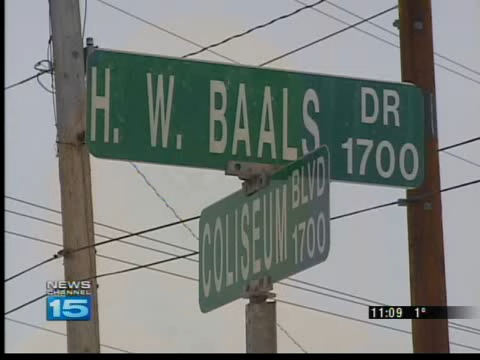 H. W. BAALS DR
1700
COLISEUM BLVD
1700
NEWS
CHANNEL
15
11:09 1°